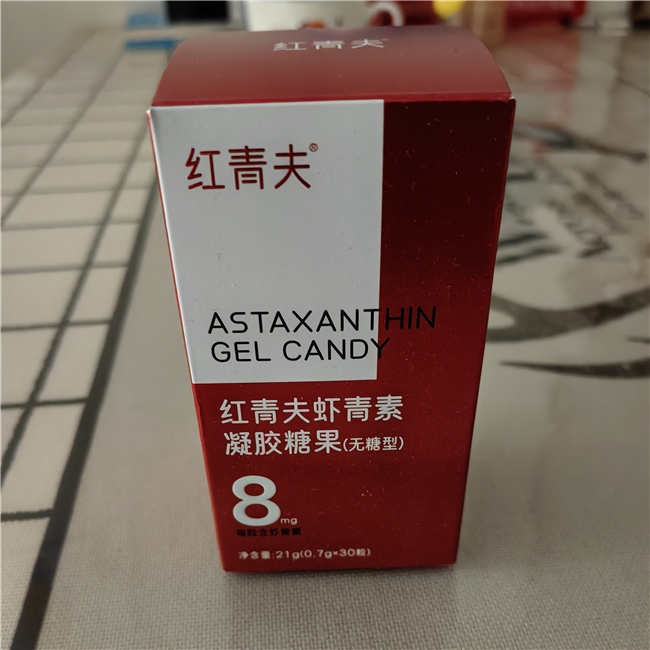 红青夫
红青夫®
ASTAXANTHIN
GEL CANDY
红青夫虾青素
凝胶糖果(无糖型)
8mg
每粒含虾青素
净含量:21g(0.7g×30粒)